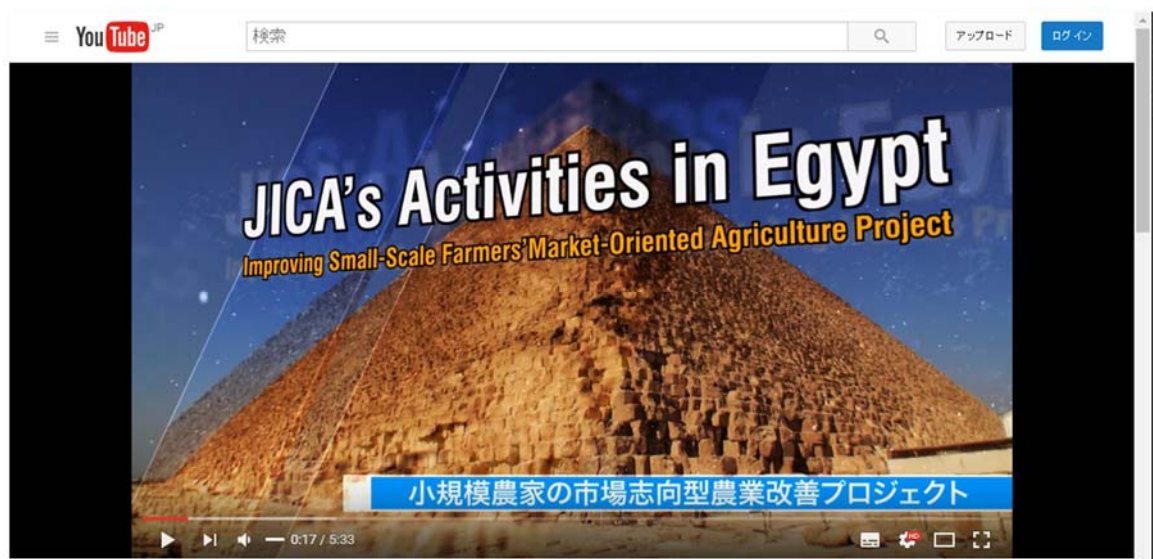 YouTube JP
検索
アップロード
ログイン
JICA's Activities in Egypt
Improving Small-Scale Farmers'Market-Oriented Agriculture Project
小規模農家の市場志向型農業改善プロジェクト
0:17 / 5:33
HD